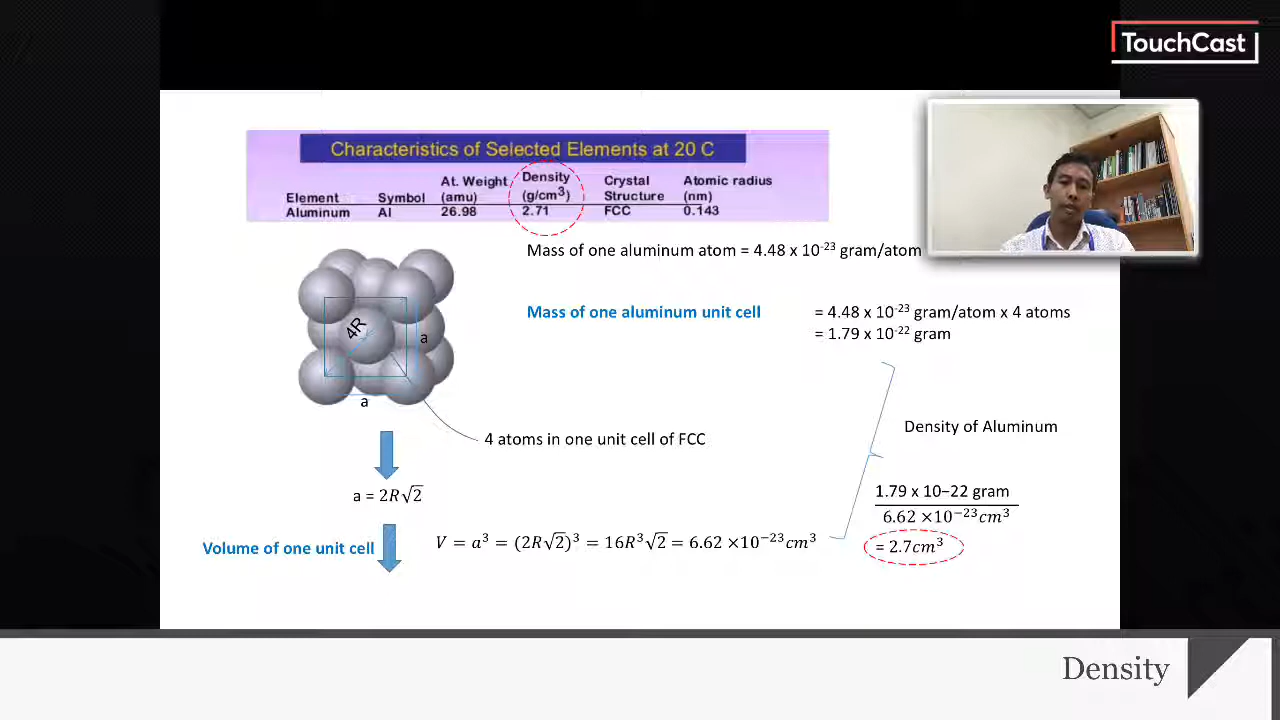 TouchCast
Characteristics of Selected Elements at 20 C
Element Symbol At. Weight (amu) Density (g/cm³) Crystal Structure Atomic radius (nm)
Aluminum Al 26.98 2.71 FCC 0.143
Mass of one aluminum atom = 4.48 x 10⁻²³ gram/atom
Mass of one aluminum unit cell = 4.48 x 10⁻²³ gram/atom x 4 atoms
= 1.79 x 10⁻²² gram
4R
a
a
4 atoms in one unit cell of FCC
Density of Aluminum
a = 2R√2
1.79 x 10−22 gram
6.62 ×10⁻²³cm³
= 2.7cm³
Volume of one unit cell
V = a³ = (2R√2)³ = 16R³√2 = 6.62 ×10⁻²³cm³
Density